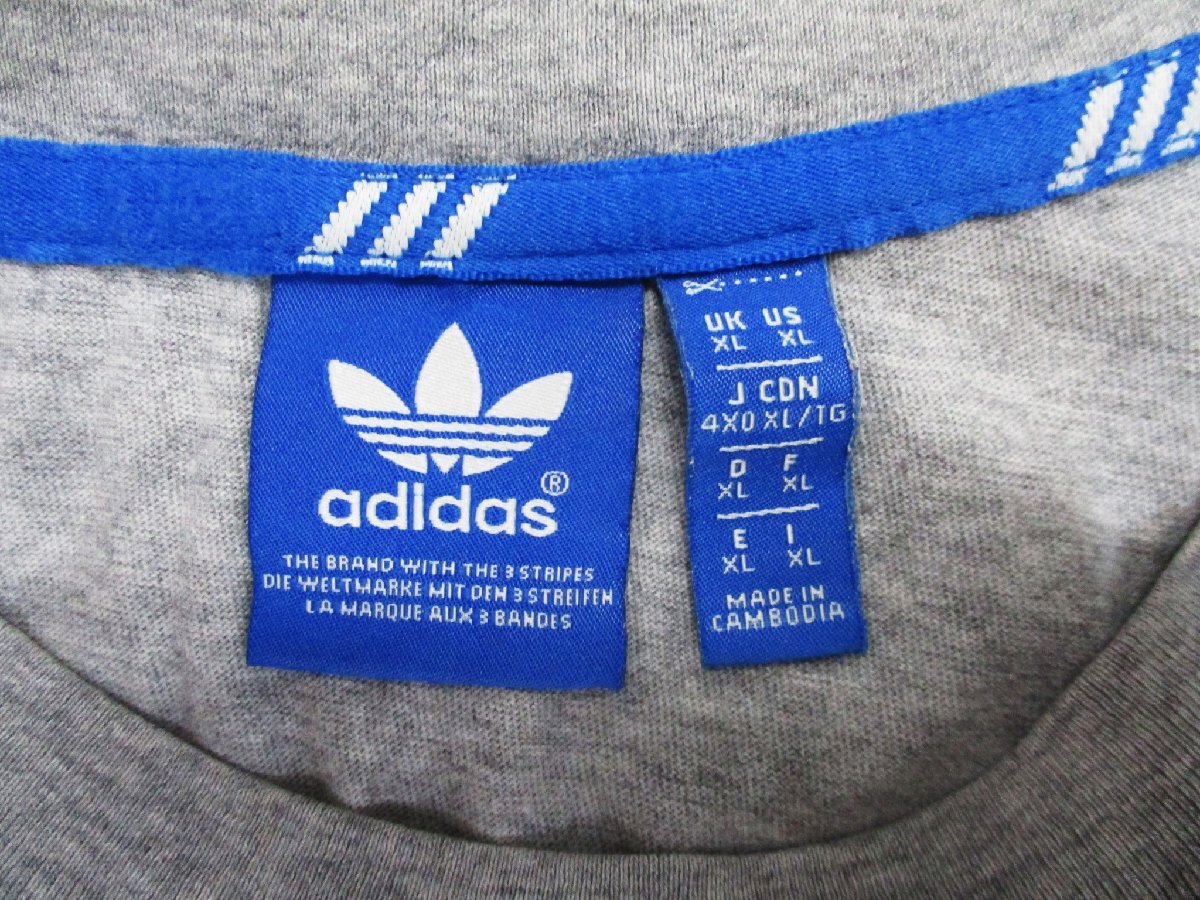 adidas®
THE BRAND WITH THE 3 STRIPES
DIE WELTMARKE MIT DEN 3 STREIFEN
LA MARQUE AUX 3 BANDES
UK US
XL XL
J CDN
4XO XL/TG
D F
XL XL
E I
XL XL
MADE IN
CAMBODIA